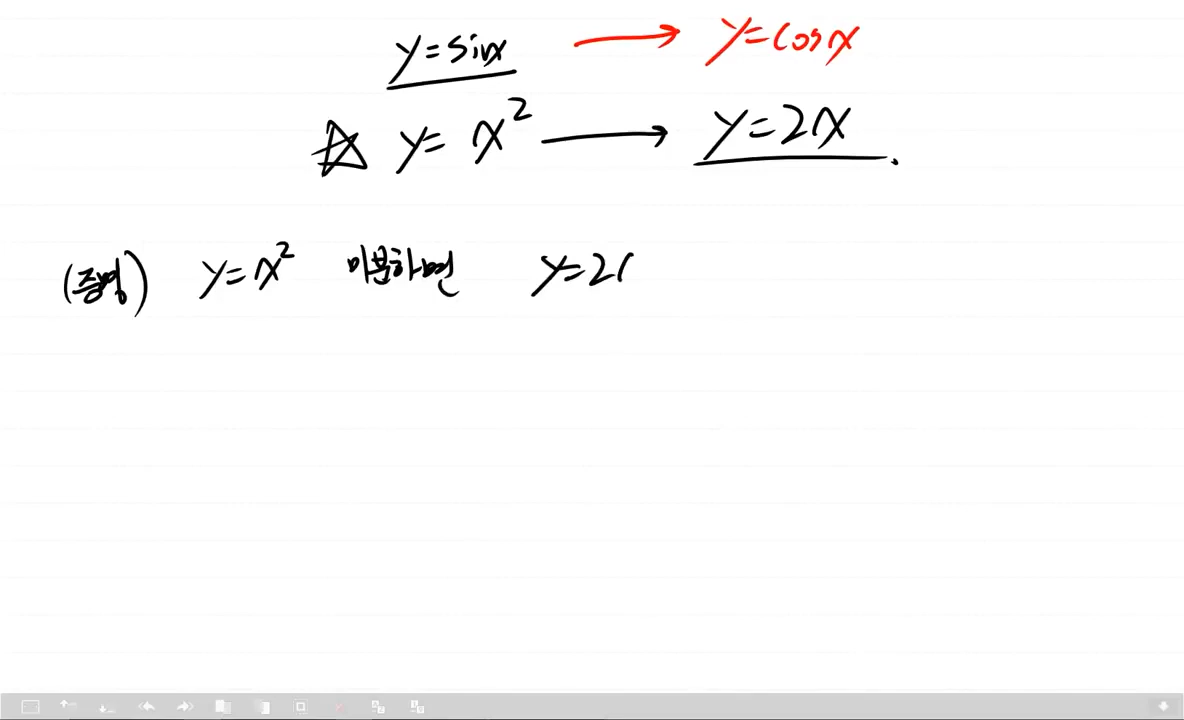 y=sinx → y=cosx
☆ y=x² → y=2x.
(증명) y=x² 미분하면 y=2(